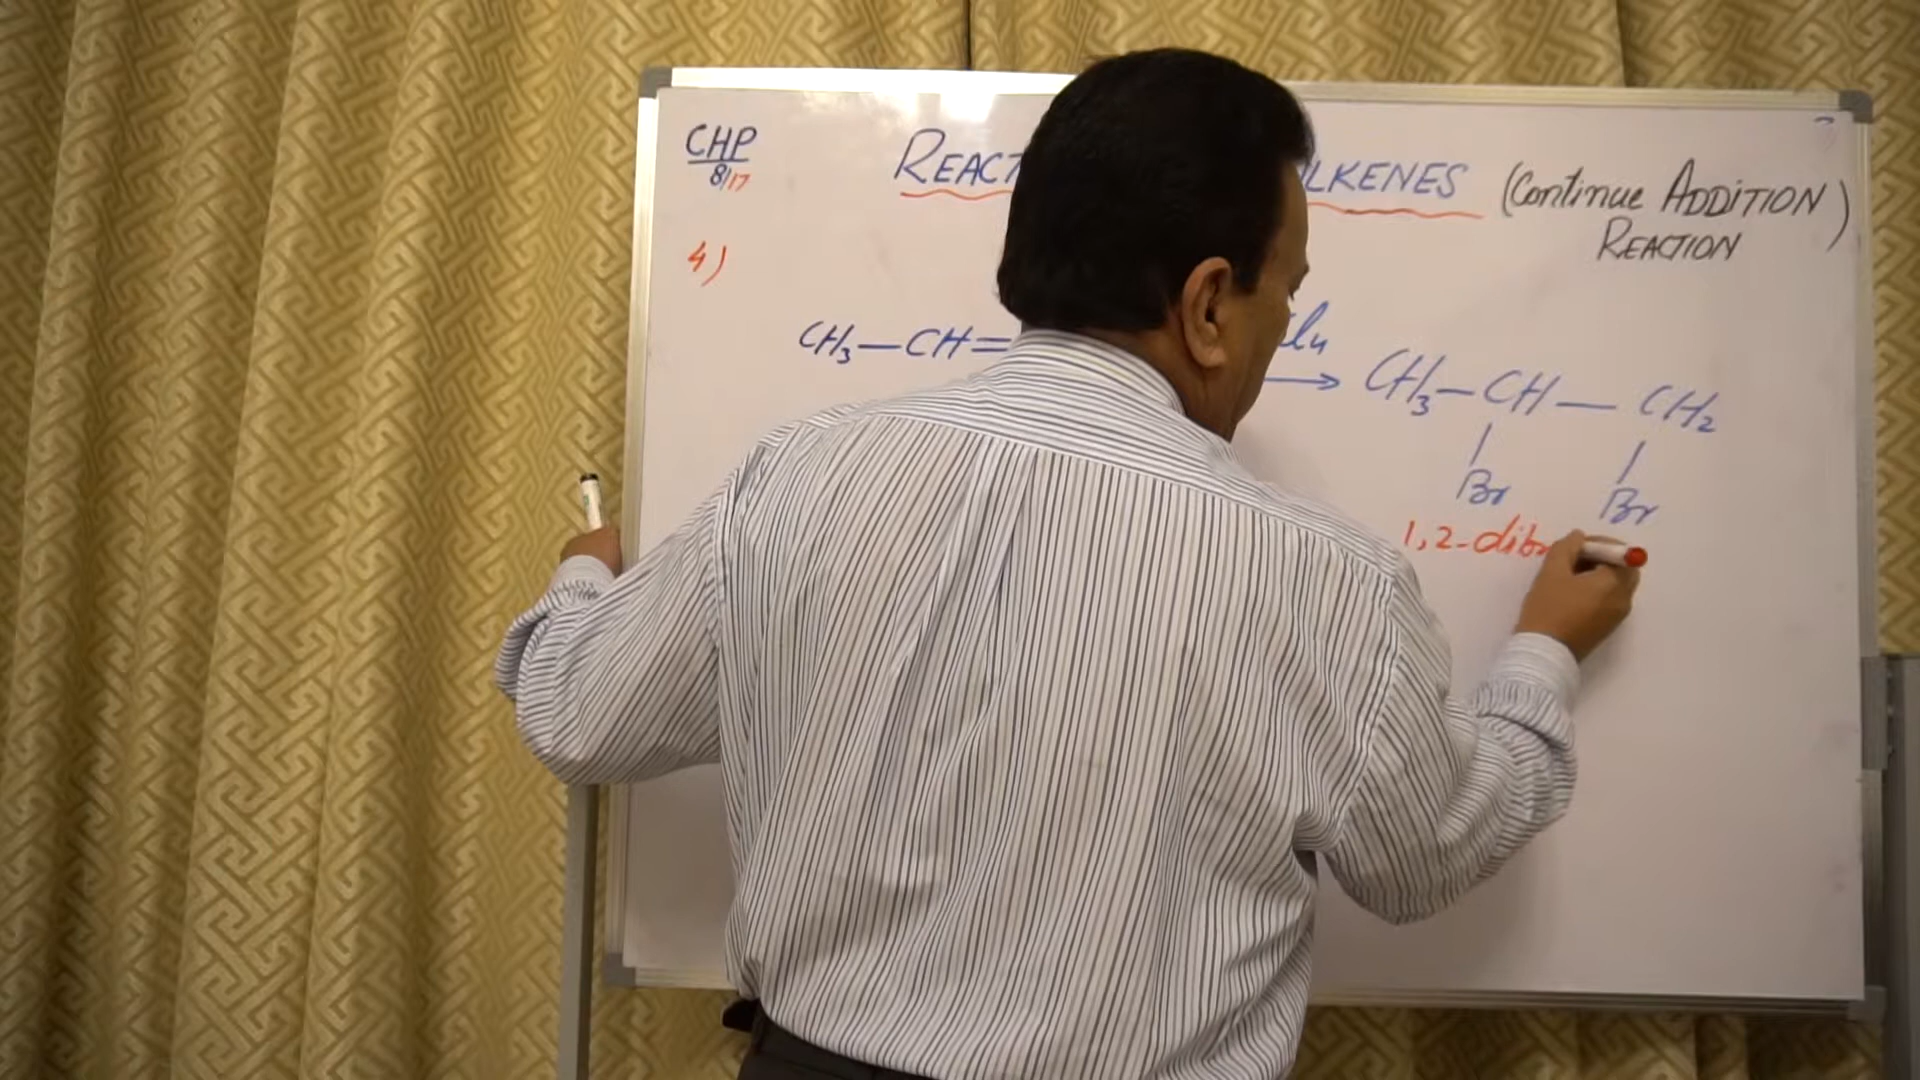 CHP
8/17
REACT LKENES (Continue ADDITION)
REACTION
4)
CH3—CH= → CH3—CH—CH2
Br Br
1,2-dib